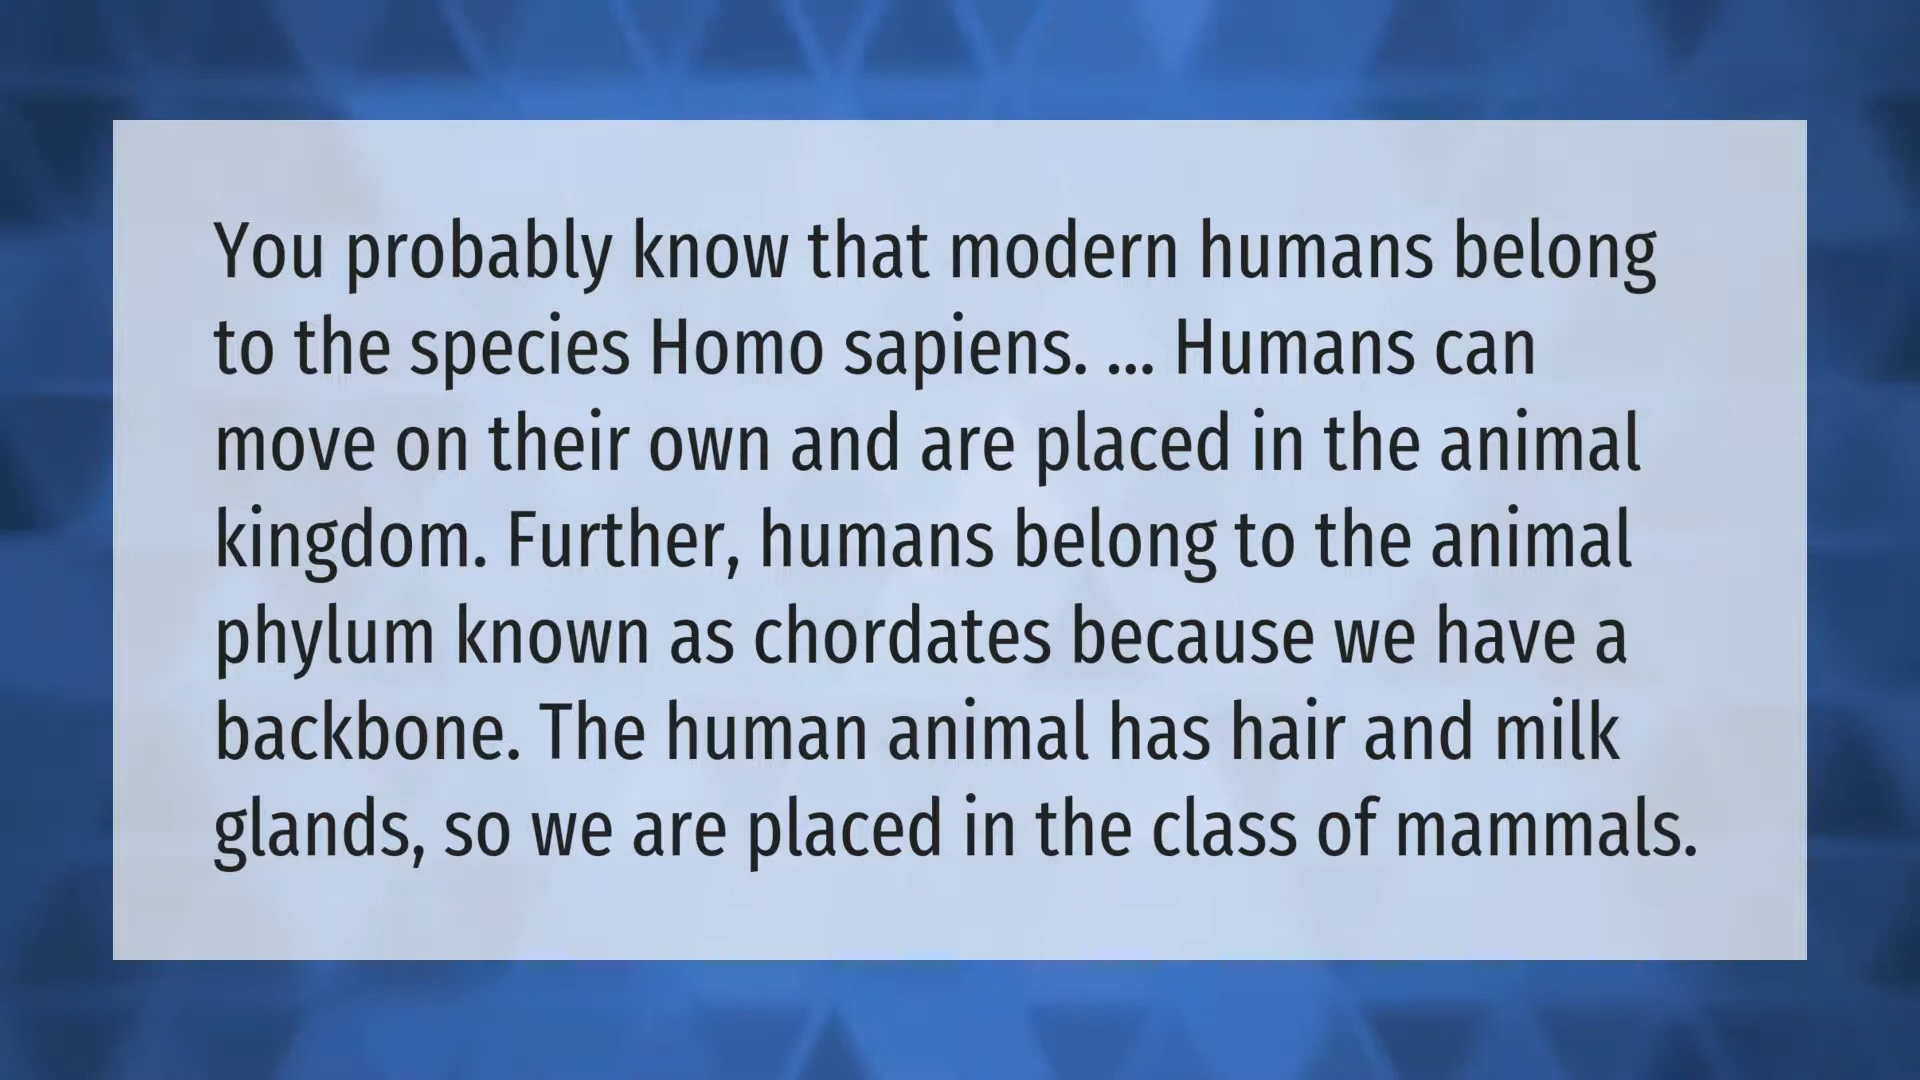 You probably know that modern humans belong
to the species Homo sapiens. ... Humans can
move on their own and are placed in the animal
kingdom. Further, humans belong to the animal
phylum known as chordates because we have a
backbone. The human animal has hair and milk
glands, so we are placed in the class of mammals.